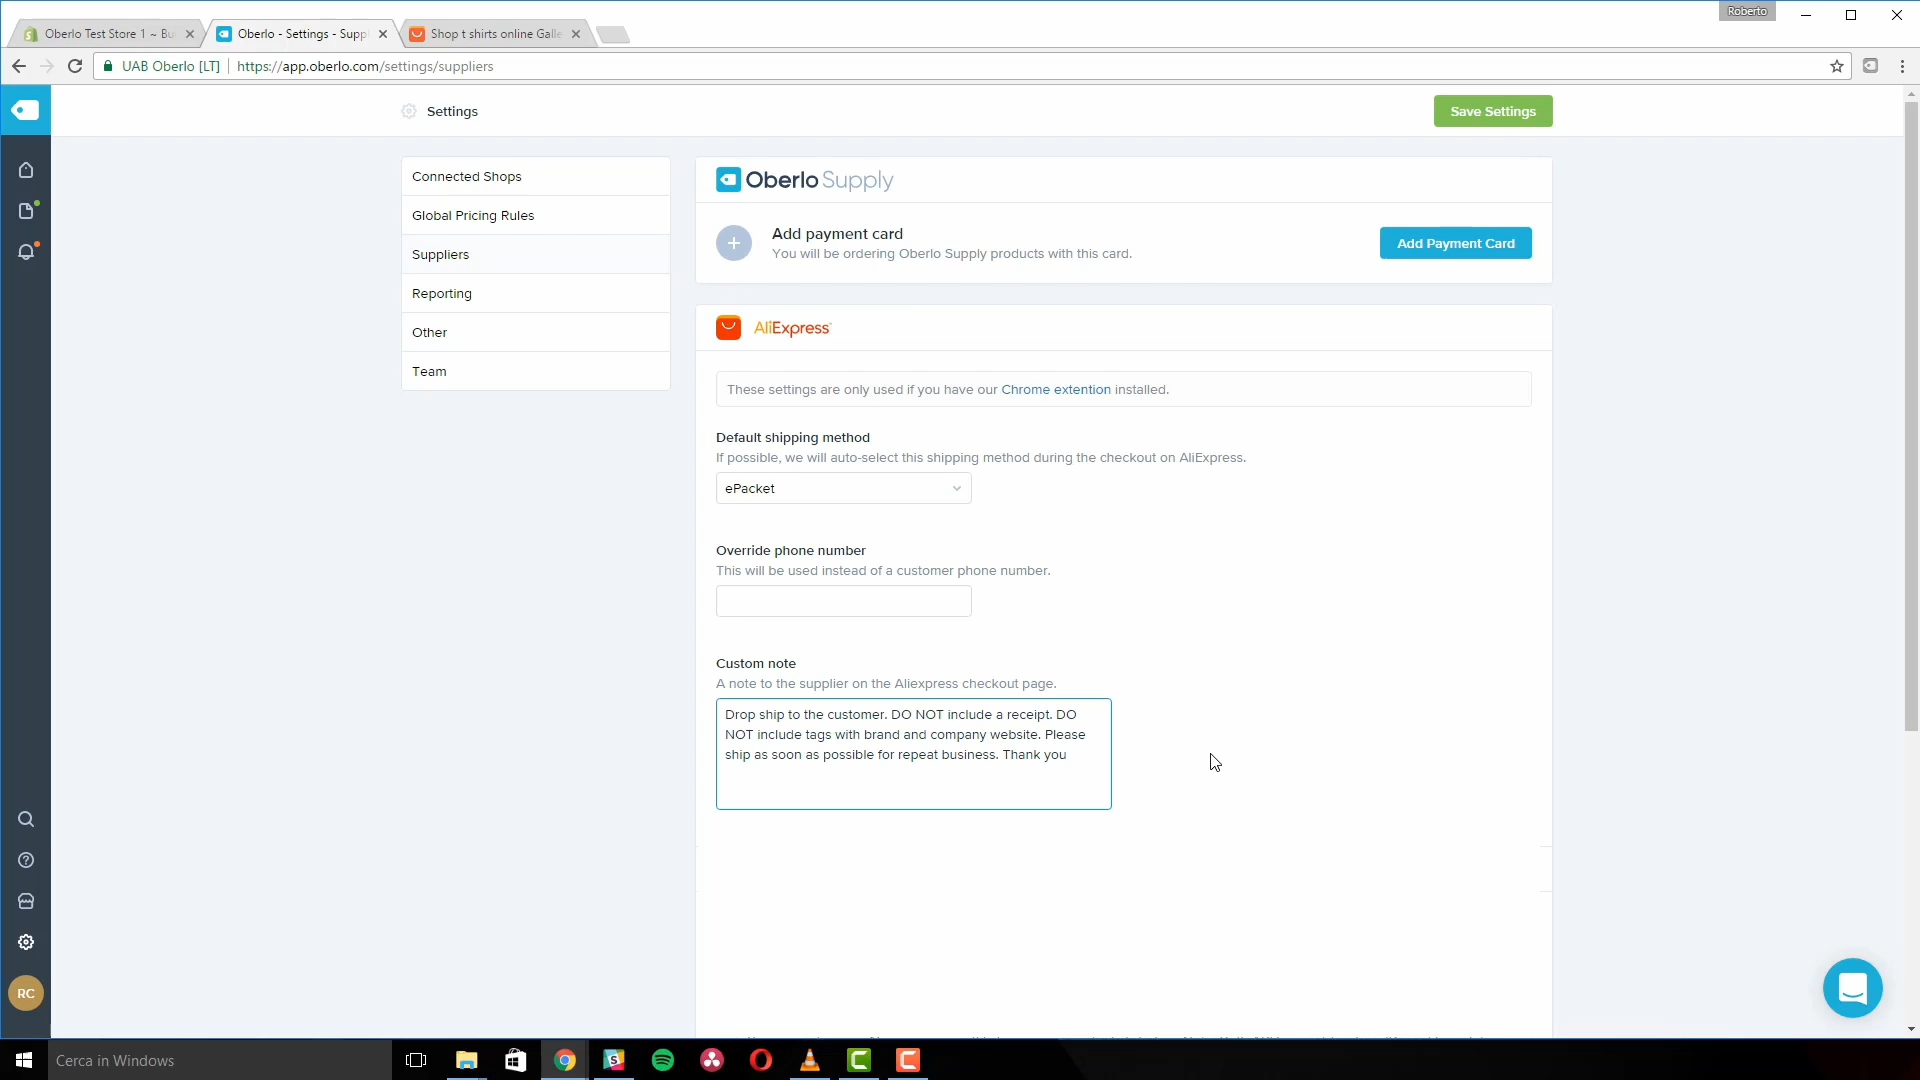 Roberto
Oberlo Test Store 1 ~ Bu
Oberlo - Settings - Suppl
Shop t shirts online Galle
UAB Oberlo [LT]
https://app.oberlo.com/settings/suppliers
Settings
Save Settings
Connected Shops
Global Pricing Rules
Suppliers
Reporting
Other
Team
Oberlo Supply
Add payment card
You will be ordering Oberlo Supply products with this card.
Add Payment Card
AliExpress
These settings are only used if you have our Chrome extention installed.
Default shipping method
If possible, we will auto-select this shipping method during the checkout on AliExpress.
ePacket
Override phone number
This will be used instead of a customer phone number.
Custom note
A note to the supplier on the Aliexpress checkout page.
Drop ship to the customer. DO NOT include a receipt. DO
NOT include tags with brand and company website. Please
ship as soon as possible for repeat business. Thank you
RC
Cerca in Windows